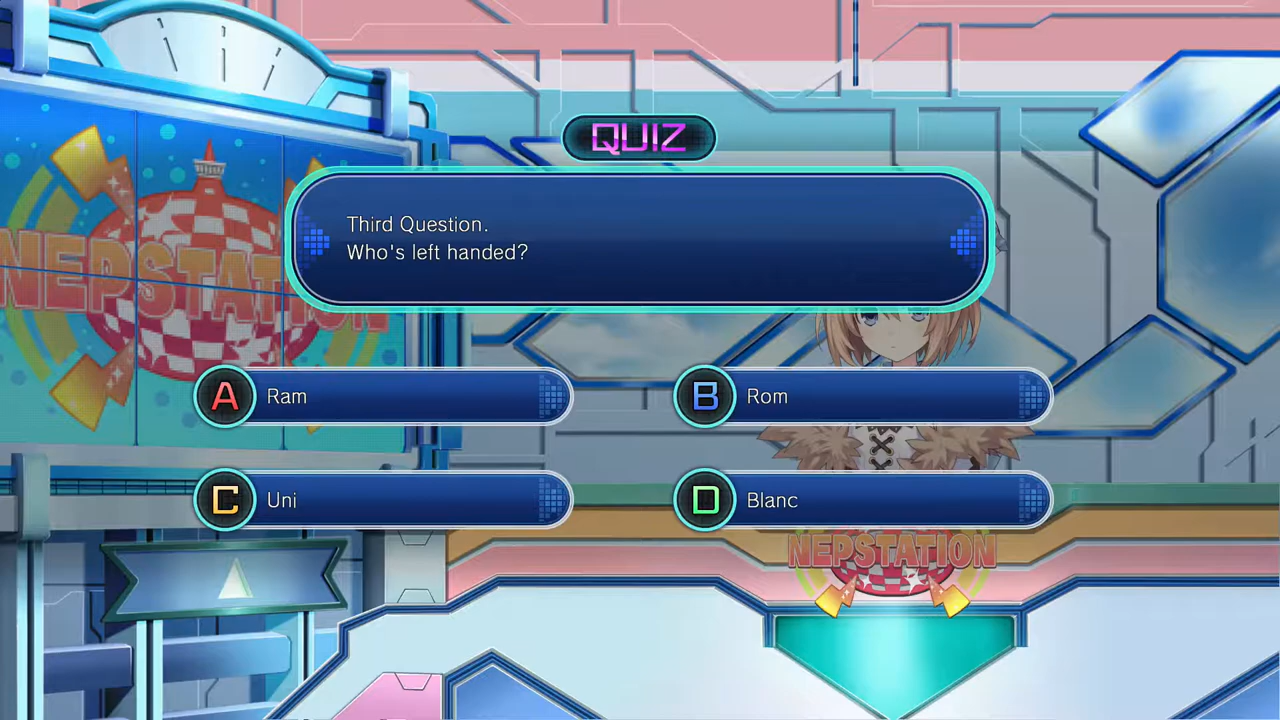 QUIZ
Third Question.
Who's left handed?
A Ram
B Rom
C Uni
D Blanc
NEPSTATION
NEPSTATION